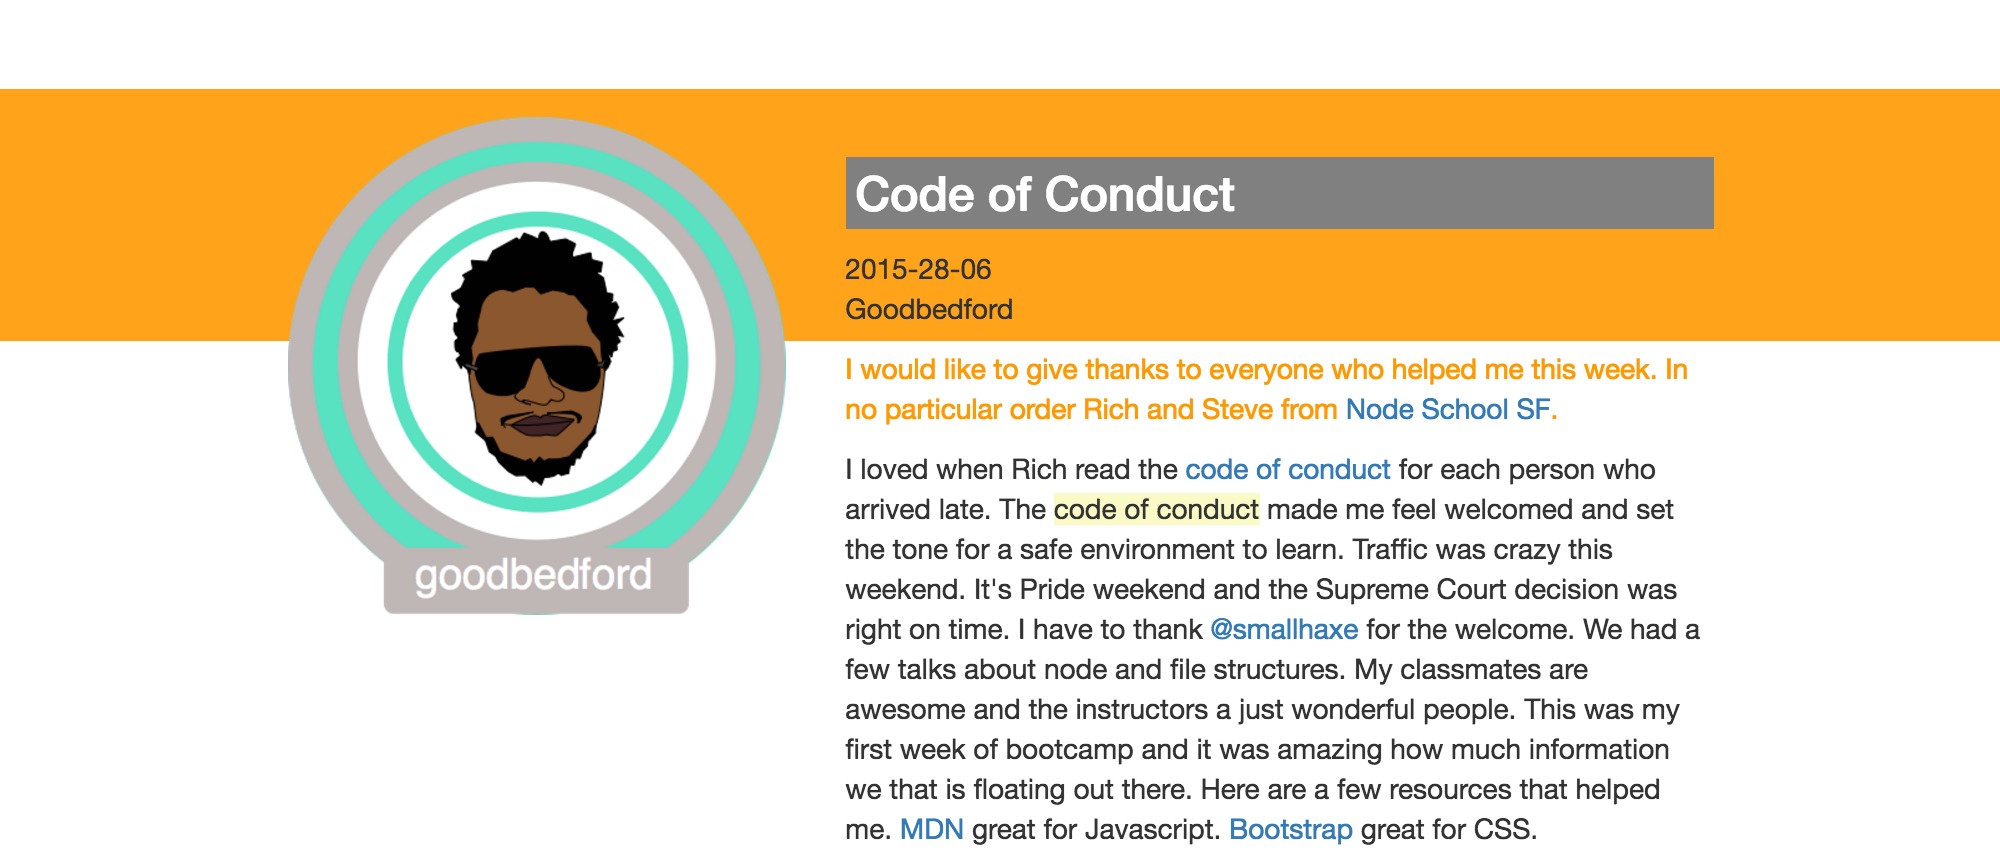 Code of Conduct
2015-28-06
Goodbedford
goodbedford
I would like to give thanks to everyone who helped me this week. In
no particular order Rich and Steve from Node School SF.
I loved when Rich read the code of conduct for each person who
arrived late. The code of conduct made me feel welcomed and set
the tone for a safe environment to learn. Traffic was crazy this
weekend. It's Pride weekend and the Supreme Court decision was
right on time. I have to thank @smallhaxe for the welcome. We had a
few talks about node and file structures. My classmates are
awesome and the instructors a just wonderful people. This was my
first week of bootcamp and it was amazing how much information
we that is floating out there. Here are a few resources that helped
me. MDN great for Javascript. Bootstrap great for CSS.